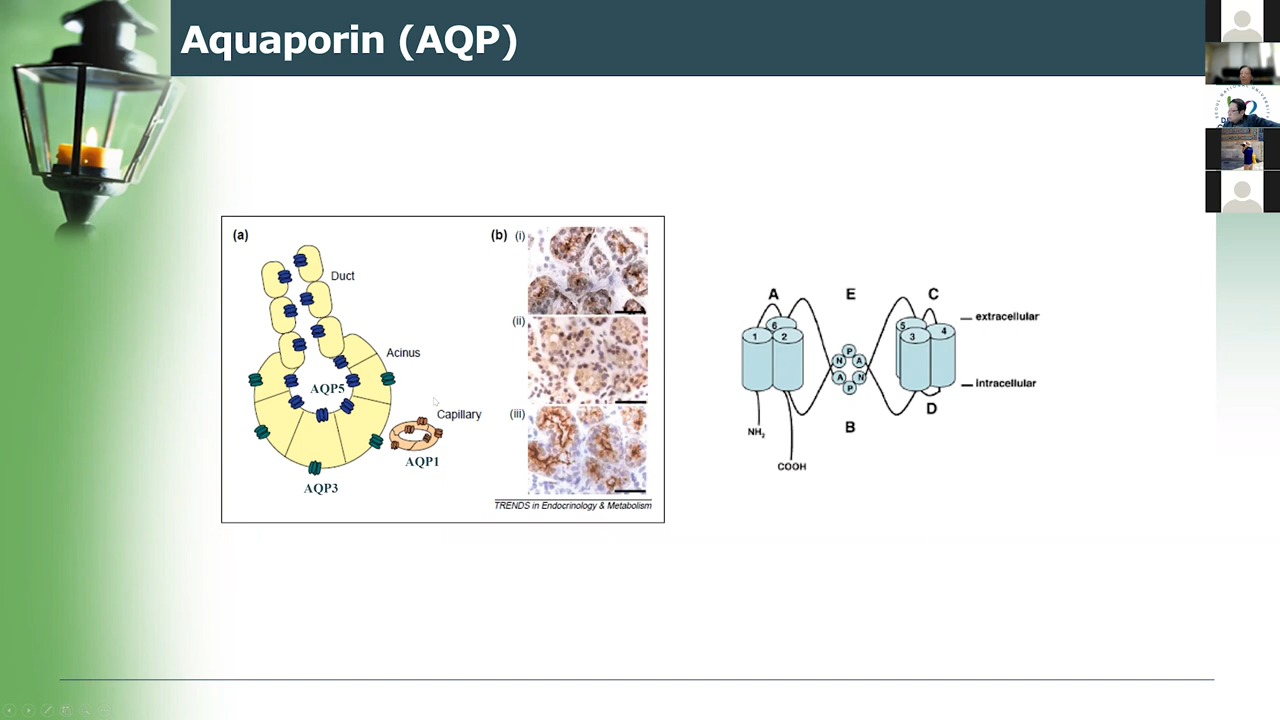 Aquaporin (AQP)
(a)
Duct
Acinus
AQP5
Capillary
AQP1
AQP3
(b)
(i)
(ii)
(iii)
TRENDS in Endocrinology & Metabolism
A
E
C
extracellular
1
6
2
5
3
4
N
P
A
A
P
N
intracellular
NH2
B
D
COOH